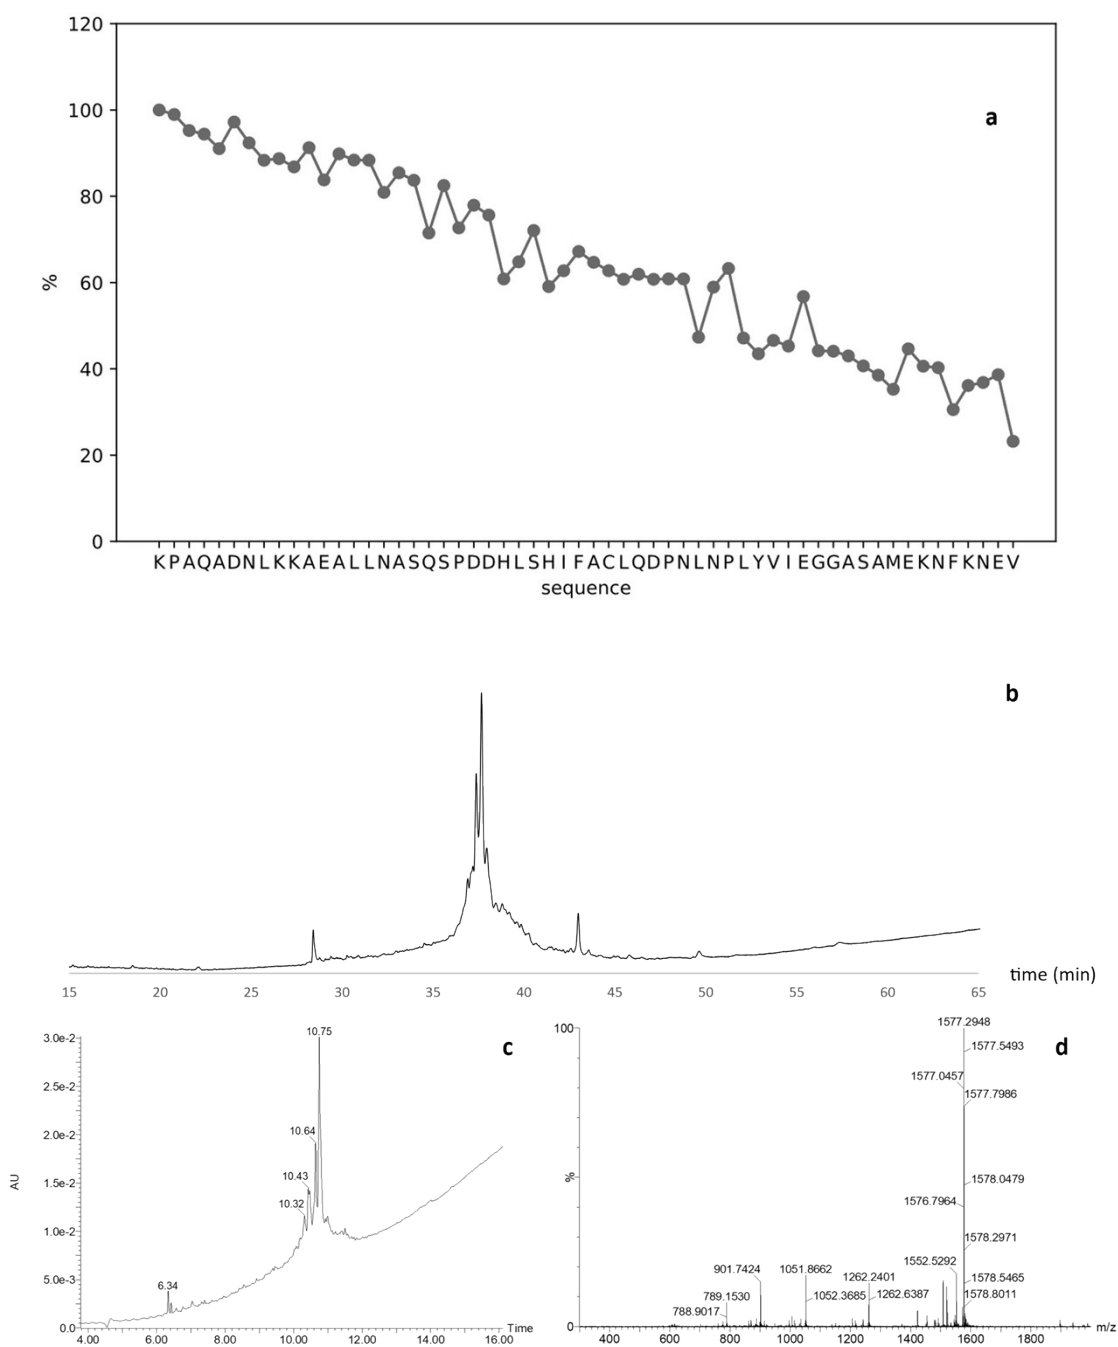 120
a
100
80
60
%
40
20
0
K P A Q A D N L K K A E A L L N A S Q S P D D H L S H I F A C L Q D P N L N P L Y V I E G G A S A M E K N F K N E V
sequence
b
time (min)
15 20 25 30 35 40 45 50 55 60 65
c
3.0e-2
10.75
2.5e-2
2.0e-2
10.64
AU
1.5e-2
10.43
10.32
1.0e-2
5.0e-3
6.34
0.0
4.00 6.00 8.00 10.00 12.00 14.00 16.00
Time
d
100
1577.2948
1577.5493
1577.0457
1577.7986
%
1578.0479
1576.7964
1578.2971
1552.5292
1578.5465
1578.8011
901.7424
1051.8662
1262.2401
1262.6387
1052.3685
789.1530
788.9017
0
400 600 800 1000 1200 1400 1600 1800
m/z